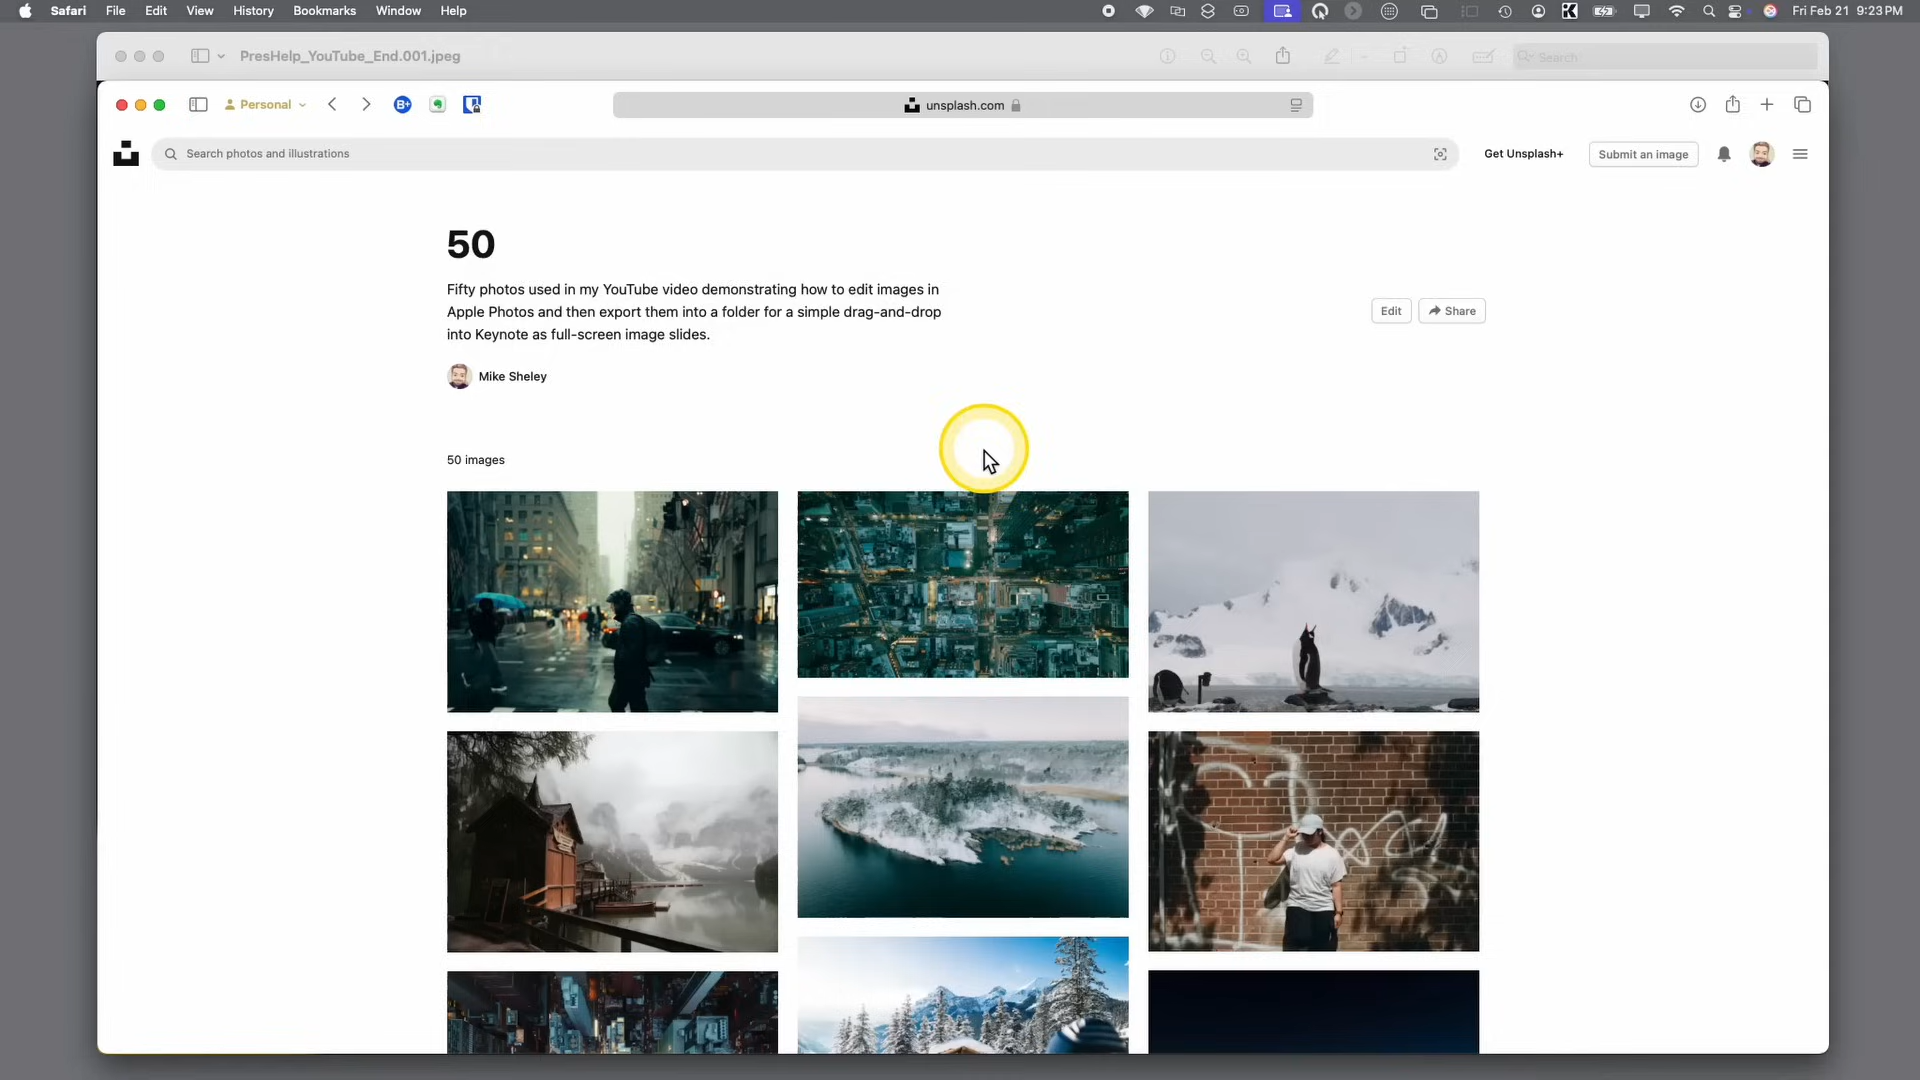 Safari File Edit View History Bookmarks Window Help Fri Feb 21 9:23 PM
PresHelp_YouTube_End.001.jpeg Search
Personal B+ unsplash.com
Search photos and illustrations Get Unsplash+ Submit an image
50
Fifty photos used in my YouTube video demonstrating how to edit images in
Apple Photos and then export them into a folder for a simple drag-and-drop
into Keynote as full-screen image slides.
Edit Share
Mike Sheley
50 images